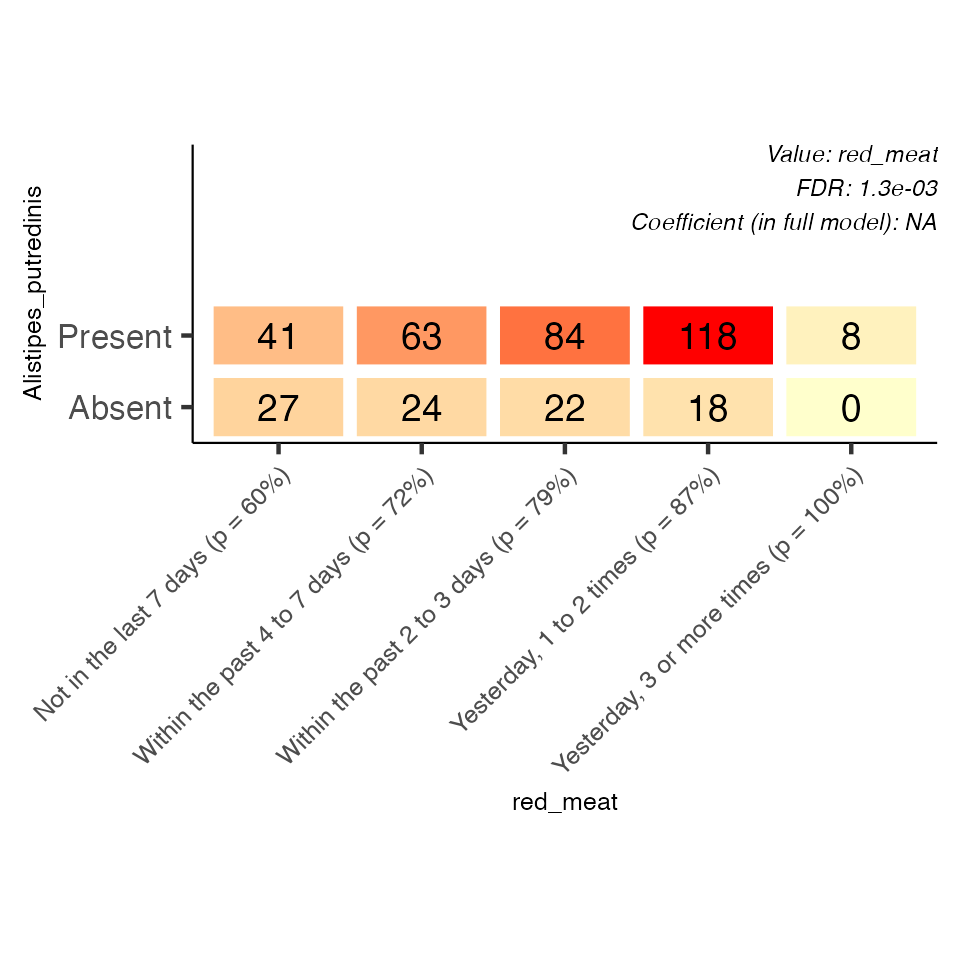 Value: red_meat
FDR: 1.3e-03
Coefficient (in full model): NA
Alistipes_putredinis
Present 41 63 84 118 8
Absent 27 24 22 18 0
Not in the last 7 days (p = 60%)
Within the past 4 to 7 days (p = 72%)
Within the past 2 to 3 days (p = 79%)
Yesterday, 1 to 2 times (p = 87%)
Yesterday, 3 or more times (p = 100%)
red_meat